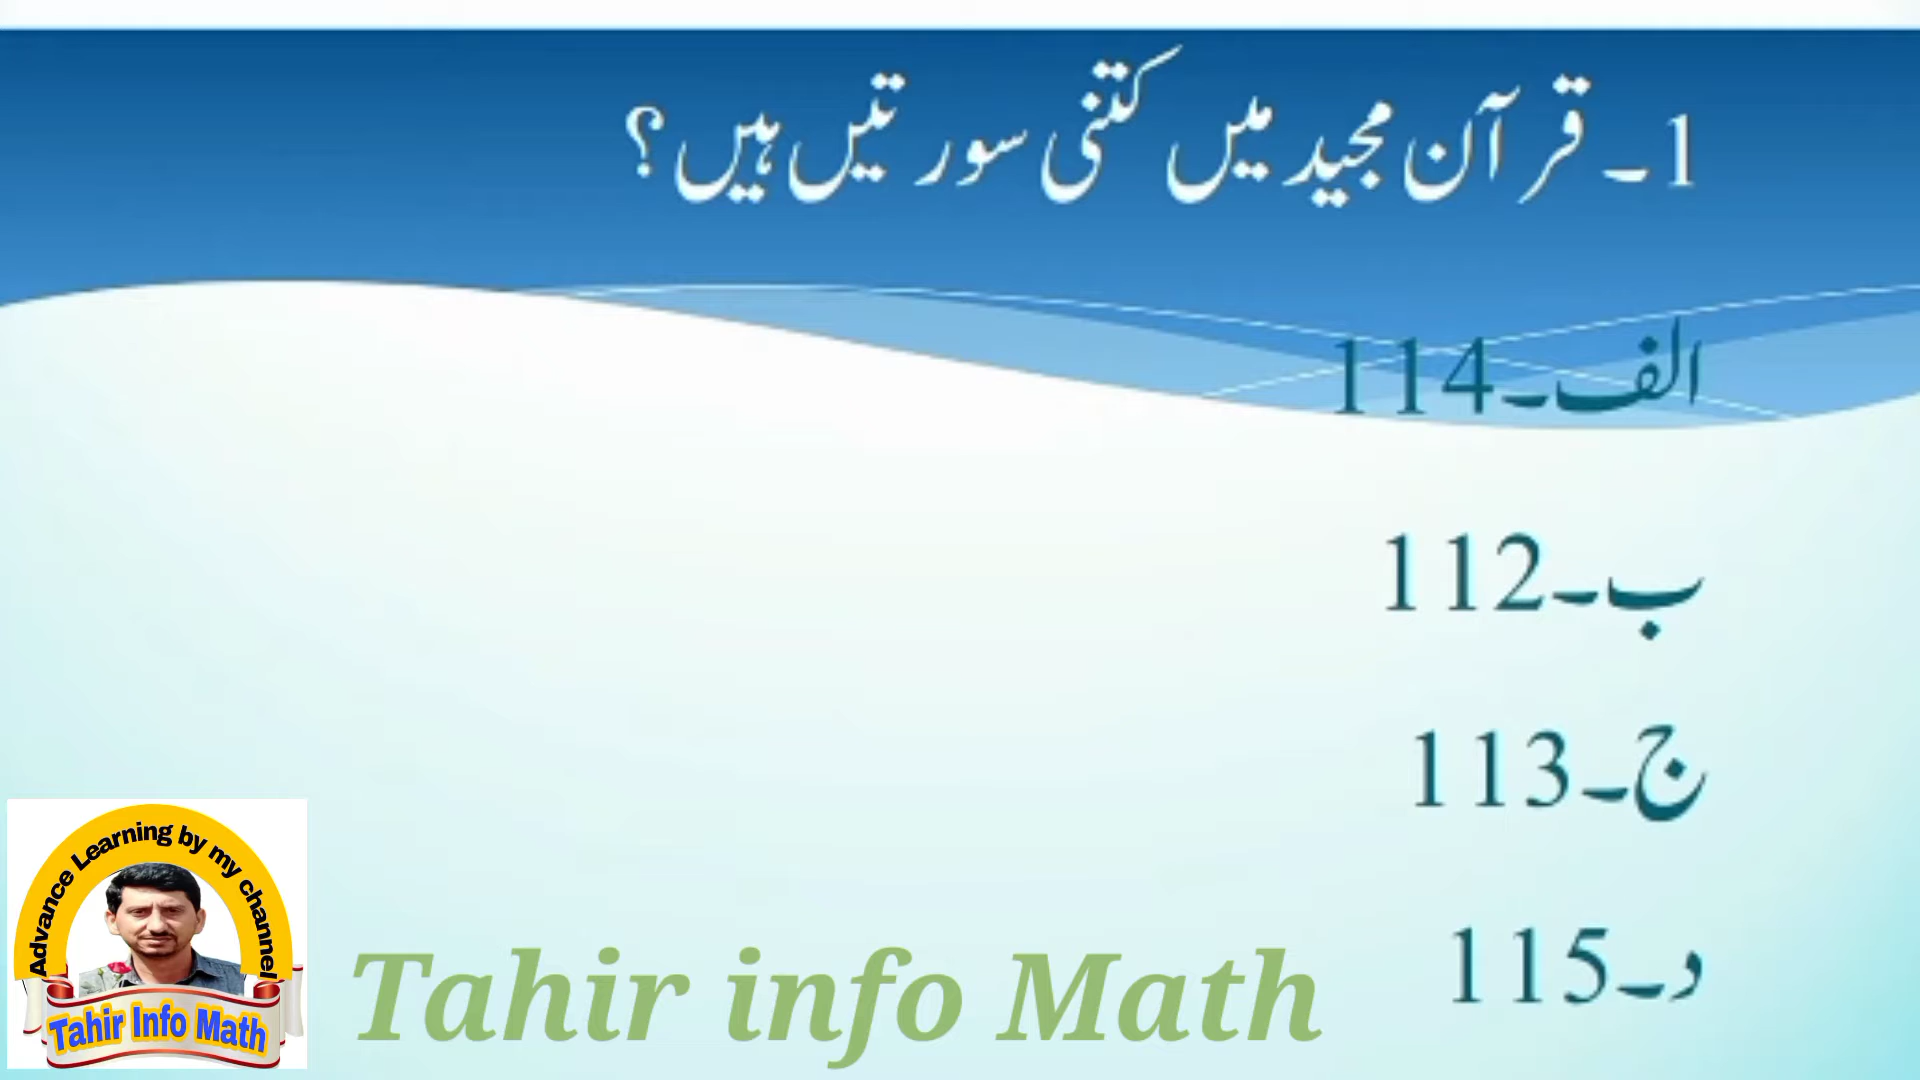 1۔ قرآن مجید میں کتنی سورتیں ہیں؟
الف۔114
ب۔112
ج۔113
د۔115
Advance Learning by my channel
Tahir Info Math
Tahir info Math